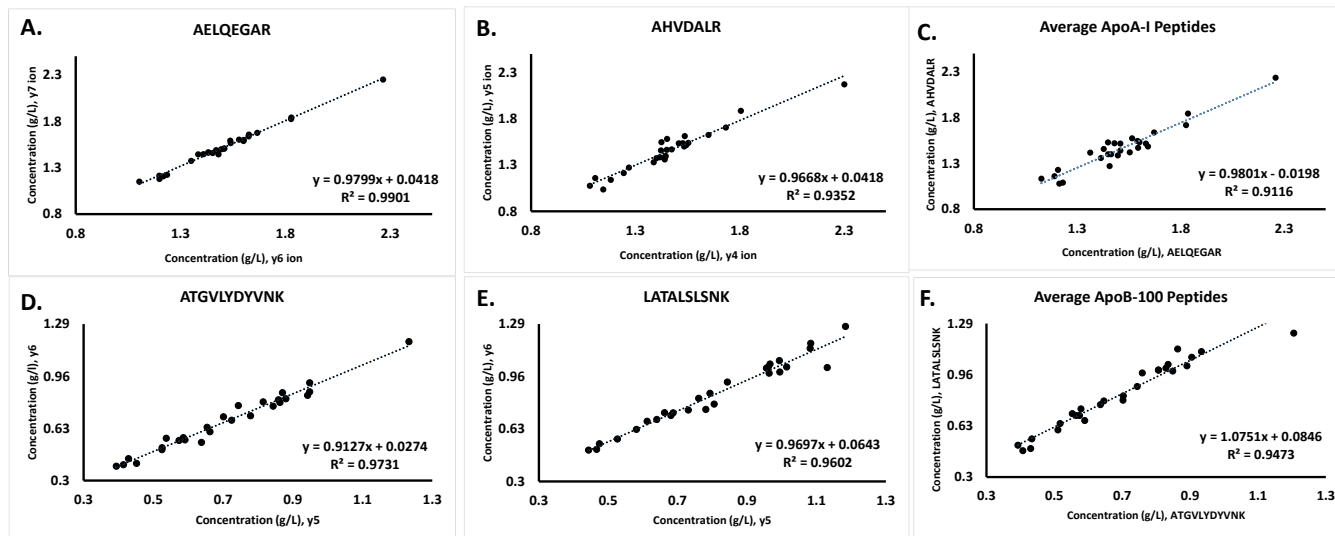 A.
AELQEGAR
Concentration (g/L), y7 ion
2.3
1.8
1.3
0.8
y = 0.9799x + 0.0418
R² = 0.9901
0.8 1.3 1.8 2.3
Concentration (g/L), y6 ion
B.
AHVDALR
Concentration (g/L), y5 ion
2.3
1.8
1.3
0.8
y = 0.9668x + 0.0418
R² = 0.9352
0.8 1.3 1.8 2.3
Concentration (g/L), y4 ion
C.
Average ApoA-I Peptides
Concentration (g/L), AHVDALR
2.3
1.8
1.3
0.8
y = 0.9801x - 0.0198
R² = 0.9116
0.8 1.3 1.8 2.3
Concentration (g/L), AELQEGAR
D.
ATGVLYDYVNK
Concentration (g/l), y6
1.29
0.96
0.63
0.3
y = 0.9127x + 0.0274
R² = 0.9731
0.3 0.5 0.7 0.9 1.1 1.3
Concentration (g/L), y5
E.
LATALSLSNK
Concentration (g/L), y6
1.29
0.96
0.63
0.3
y = 0.9697x + 0.0643
R² = 0.9602
0.3 0.5 0.7 0.9 1.1 1.3
Concentration (g/L), y5
F.
Average ApoB-100 Peptides
Concentration (g/L), LATALSLSNK
1.29
0.96
0.63
0.3
y = 1.0751x + 0.0846
R² = 0.9473
0.3 0.5 0.7 0.9 1.1 1.3
Concentration (g/L), ATGVLYDYVNK